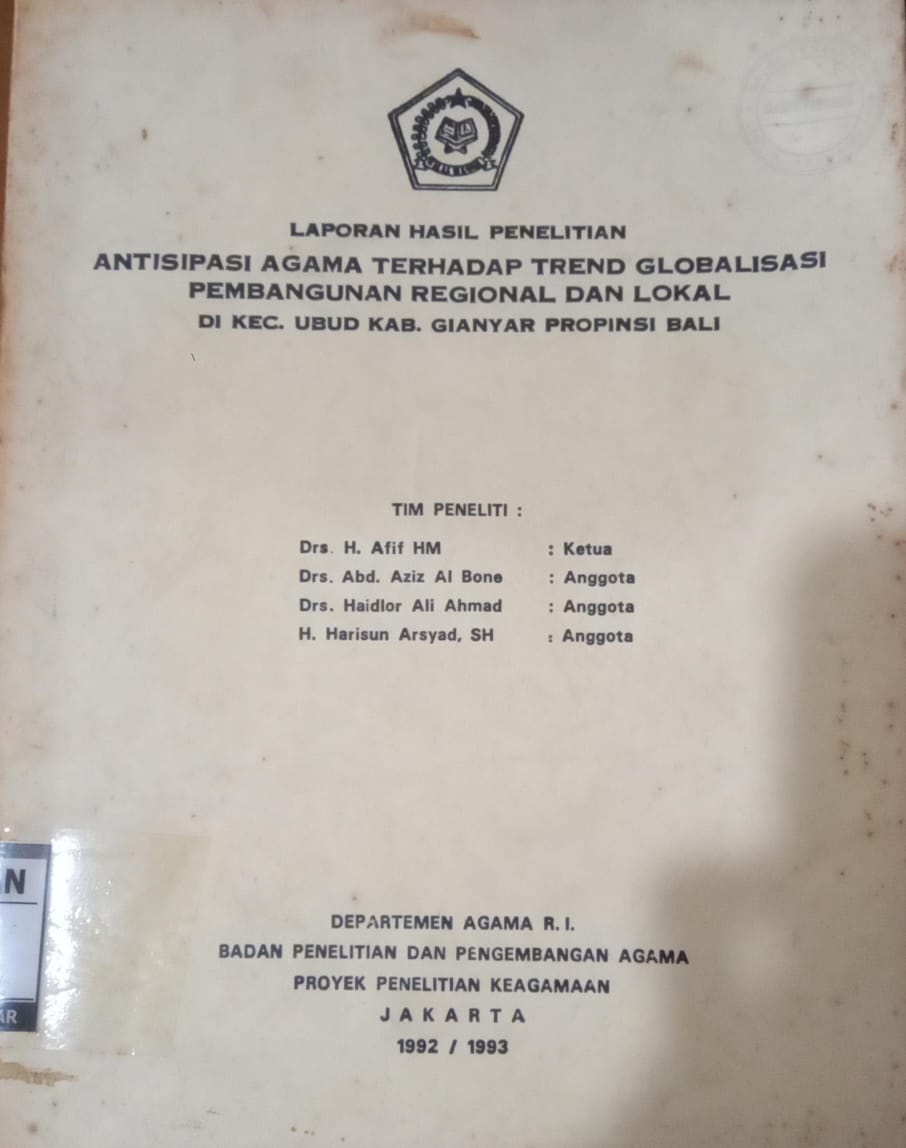 LAPORAN HASIL PENELITIAN
ANTISIPASI AGAMA TERHADAP TREND GLOBALISASI
PEMBANGUNAN REGIONAL DAN LOKAL
DI KEC. UBUD KAB. GIANYAR PROPINSI BALI
TIM PENELITI :
Drs. H. Afif HM : Ketua
Drs. Abd. Aziz Al Bone : Anggota
Drs. Haidlor Ali Ahmad : Anggota
H. Harisun Arsyad, SH : Anggota
AN
AR
DEPARTEMEN AGAMA R.I.
BADAN PENELITIAN DAN PENGEMBANGAN AGAMA
PROYEK PENELITIAN KEAGAMAAN
J A K A R T A
1992 / 1993